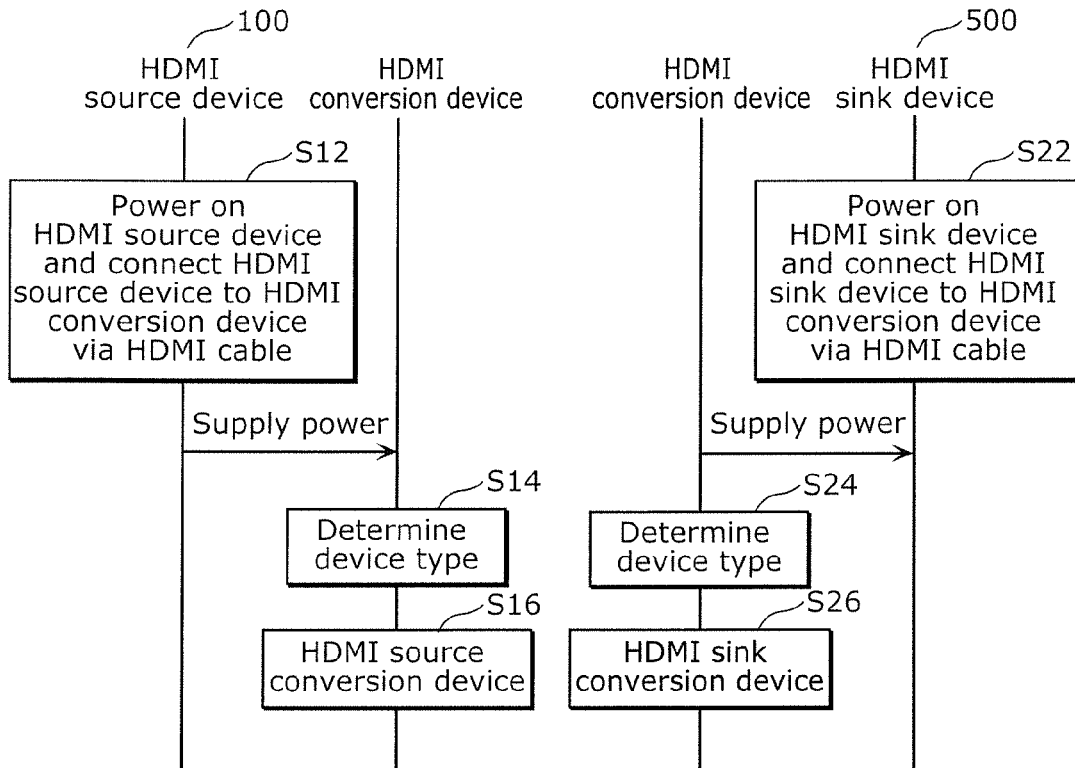 100
500
HDMI
source device
HDMI
conversion device
HDMI
conversion device
HDMI
sink device
S12
S22
Power on
HDMI source device
and connect HDMI
source device to HDMI
conversion device
via HDMI cable
Power on
HDMI sink device
and connect HDMI
sink device to HDMI
conversion device
via HDMI cable
Supply power
Supply power
S14
S24
Determine
device type
Determine
device type
S16
S26
HDMI source
conversion device
HDMI sink
conversion device